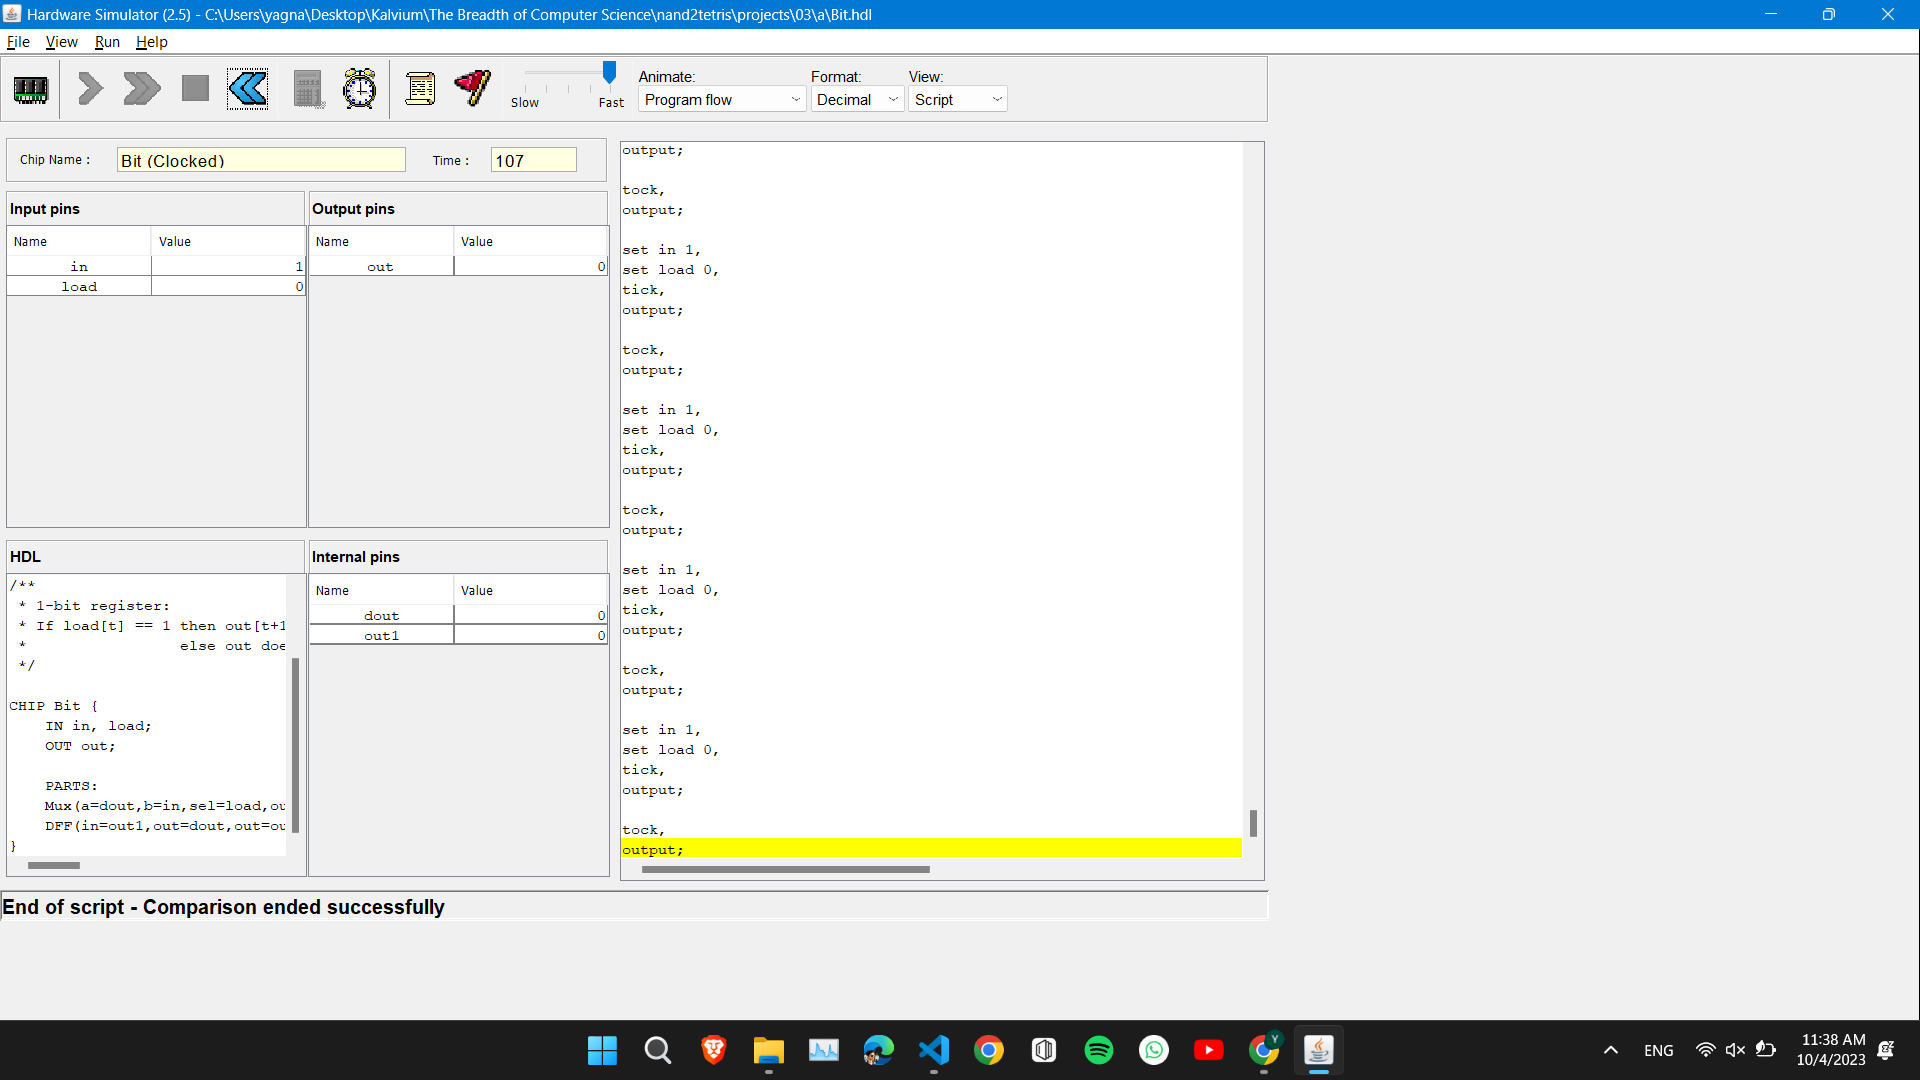 Hardware Simulator (2.5) - C:\Users\yagna\Desktop\Kalvium\The Breadth of Computer Science\nand2tetris\projects\03\a\Bit.hdl
File View Run Help
Slow Fast
Animate: Format: View:
Program flow Decimal Script
Chip Name : Bit (Clocked) Time : 107
Input pins
Name Value
in 1
load 0
Output pins
Name Value
out 0
HDL
/**
* 1-bit register:
* If load[t] == 1 then out[t+1
* else out doe
*/
CHIP Bit {
IN in, load;
OUT out;
PARTS:
Mux(a=dout,b=in,sel=load,ou
DFF(in=out1,out=dout,out=ou
}
Internal pins
Name Value
dout 0
out1 0
output;
tock,
output;
set in 1,
set load 0,
tick,
output;
tock,
output;
set in 1,
set load 0,
tick,
output;
tock,
output;
set in 1,
set load 0,
tick,
output;
tock,
output;
set in 1,
set load 0,
tick,
output;
tock,
output;
End of script - Comparison ended successfully
Y
ENG
11:38 AM
10/4/2023